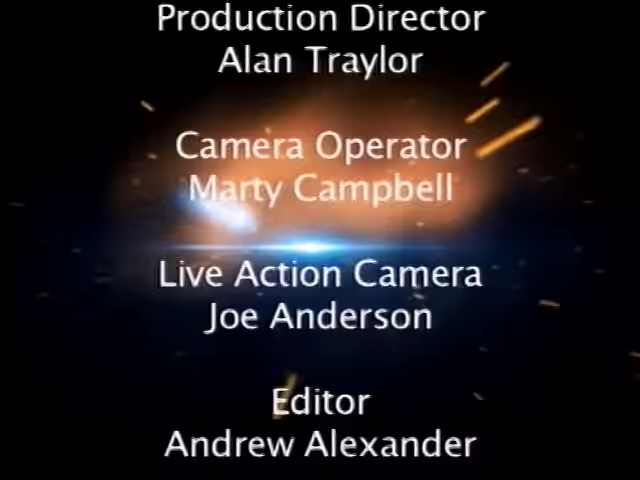 Production Director
Alan Traylor
Camera Operator
Marty Campbell
Live Action Camera
Joe Anderson
Editor
Andrew Alexander